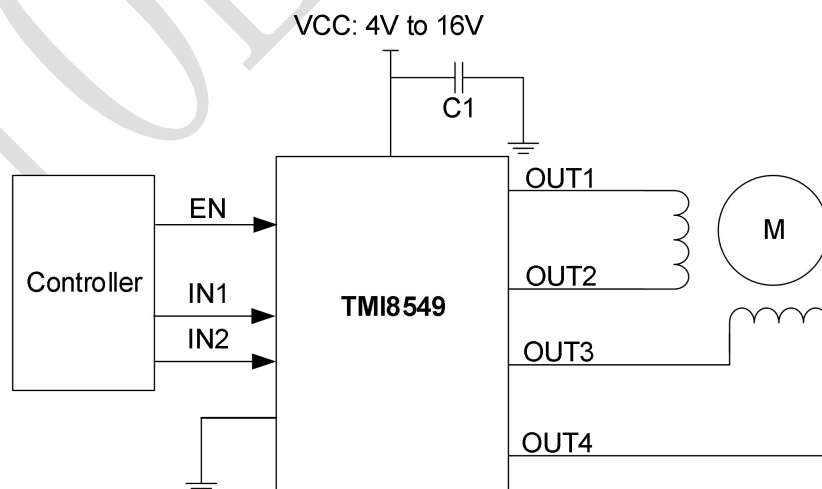 VCC: 4V to 16V
C1
OUT1
EN
M
OUT2
Controller
IN1
TMI8549
IN2
OUT3
OUT4